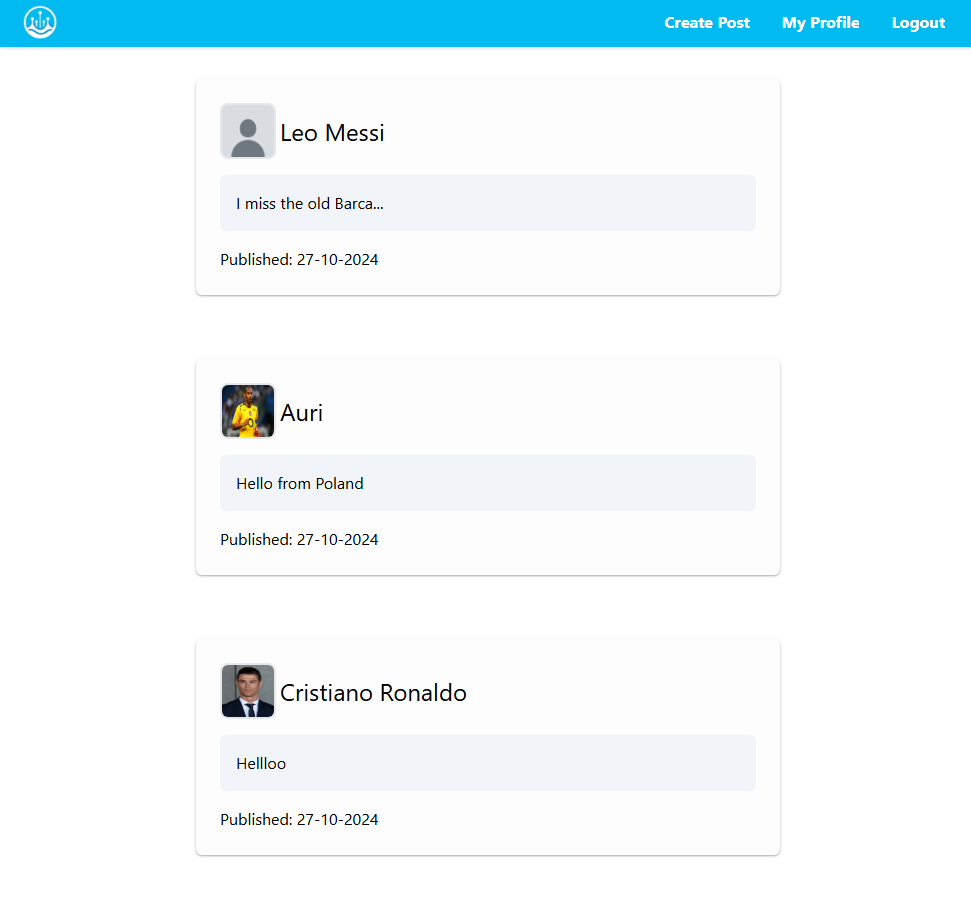 Create Post My Profile Logout
Leo Messi
I miss the old Barca...
Published: 27-10-2024
Auri
Hello from Poland
Published: 27-10-2024
Cristiano Ronaldo
Hellloo
Published: 27-10-2024